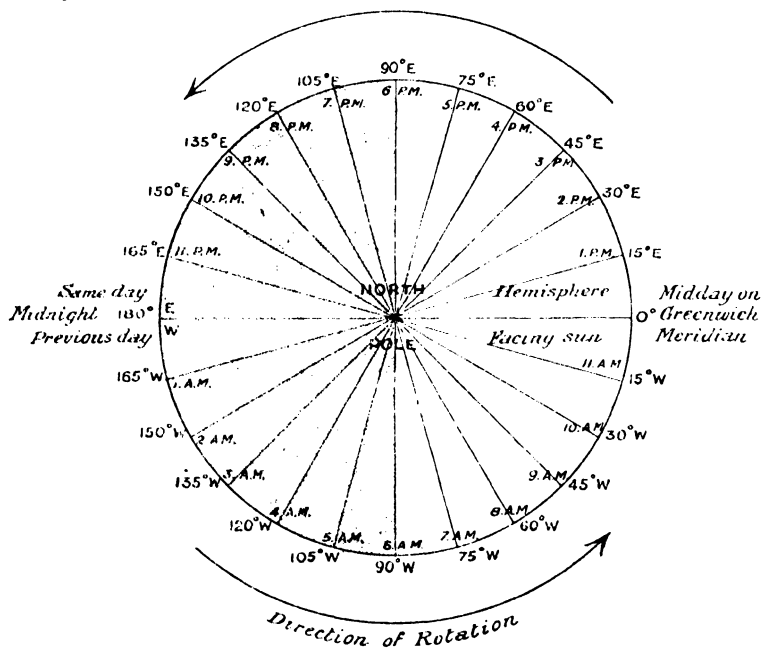 90°E
105°E
75°E
6 P.M.
7. P.M.
5. P.M.
120°E
60°E
8. P.M.
4. P.M.
135°E
45°E
9. P.M.
3. P.M.
150°E
30°E
10. P.M.
2. P.M.
165°E
11. P.M.
1. P.M.
15°E
Same day
Midnight 180° E
W
Previous day
NORTH
POLE
Hemisphere
Facing sun
0°
Midday on
Greenwich
Meridian
165°W
1. A.M.
11. A.M.
15°W
150°W
2 A.M.
10. A.M.
30°W
135°W
3. A.M.
9. A.M.
45°W
120°W
4. A.M.
8. A.M.
60°W
105°W
5. A.M.
6. A.M.
7. A.M.
75°W
90°W
Direction of Rotation